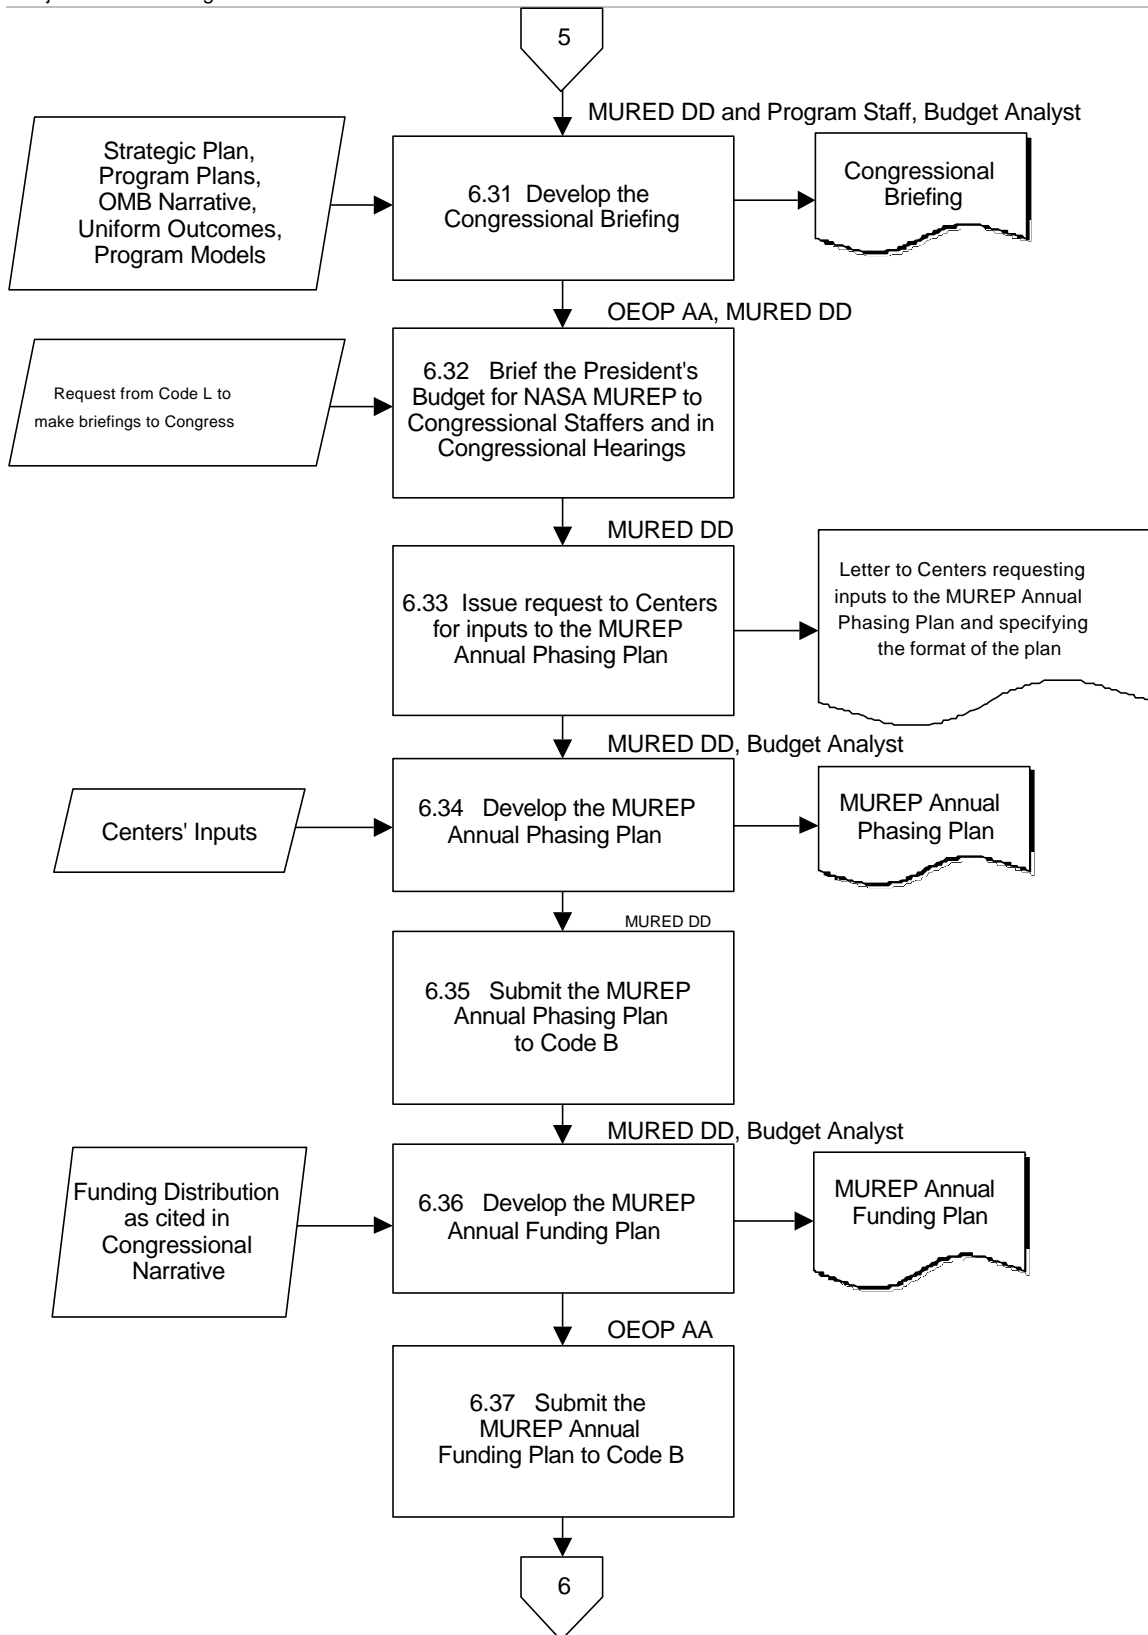 5
MURED DD and Program Staff, Budget Analyst
Strategic Plan,
Program Plans,
OMB Narrative,
Uniform Outcomes,
Program Models
6.31 Develop the
Congressional Briefing
Congressional
Briefing
OEOP AA, MURED DD
Request from Code L to
make briefings to Congress
6.32 Brief the President's
Budget for NASA MUREP to
Congressional Staffers and in
Congressional Hearings
MURED DD
6.33 Issue request to Centers
for inputs to the MUREP
Annual Phasing Plan
Letter to Centers requesting
inputs to the MUREP Annual
Phasing Plan and specifying
the format of the plan
MURED DD, Budget Analyst
Centers' Inputs
6.34 Develop the MUREP
Annual Phasing Plan
MUREP Annual
Phasing Plan
MURED DD
6.35 Submit the MUREP
Annual Phasing Plan
to Code B
MURED DD, Budget Analyst
Funding Distribution
as cited in
Congressional
Narrative
6.36 Develop the MUREP
Annual Funding Plan
MUREP Annual
Funding Plan
OEOP AA
6.37 Submit the
MUREP Annual
Funding Plan to Code B
6